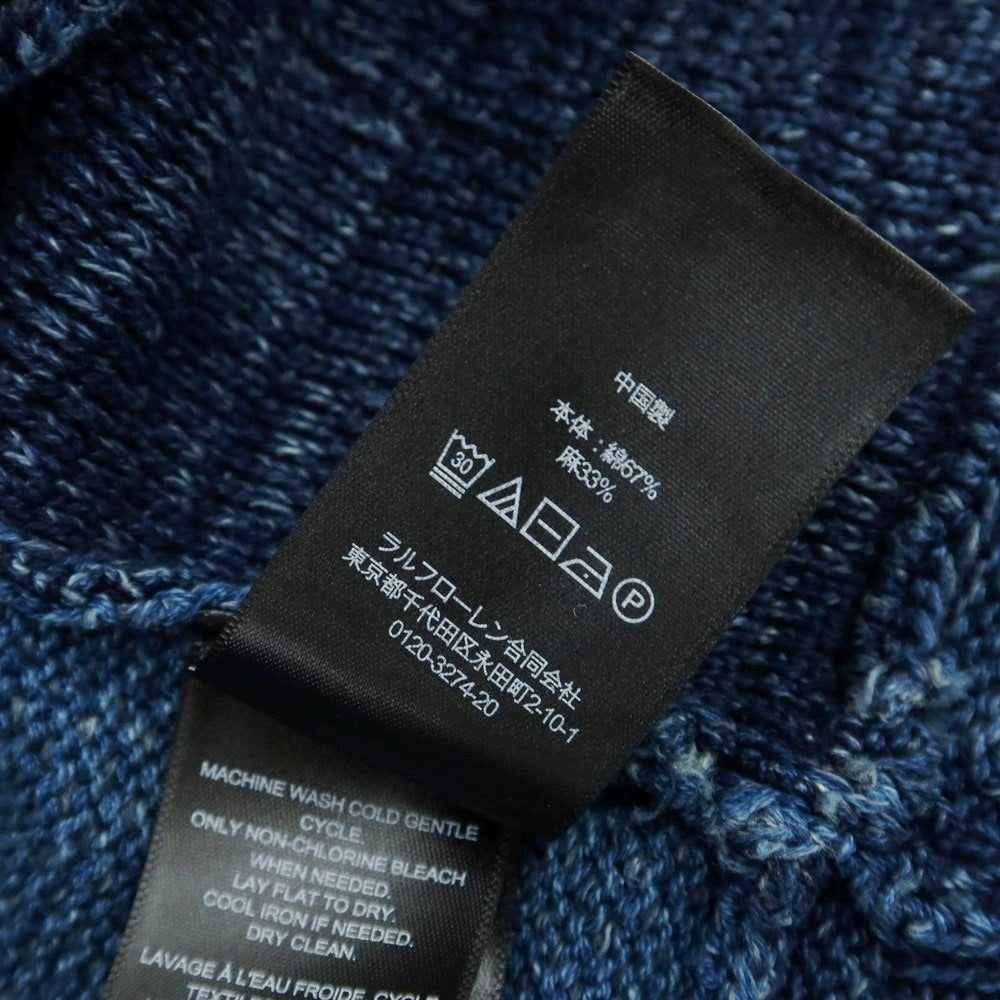 中国製
本体:綿67%
麻33%
30
P
ラルフローレン合同会社
東京都千代田区永田町2-10-1
0120-3274-20
MACHINE WASH COLD GENTLE
CYCLE.
ONLY NON-CHLORINE BLEACH
WHEN NEEDED.
LAY FLAT TO DRY.
COOL IRON IF NEEDED.
DRY CLEAN.
LAVAGE À L'EAU FROIDE, CYCLE